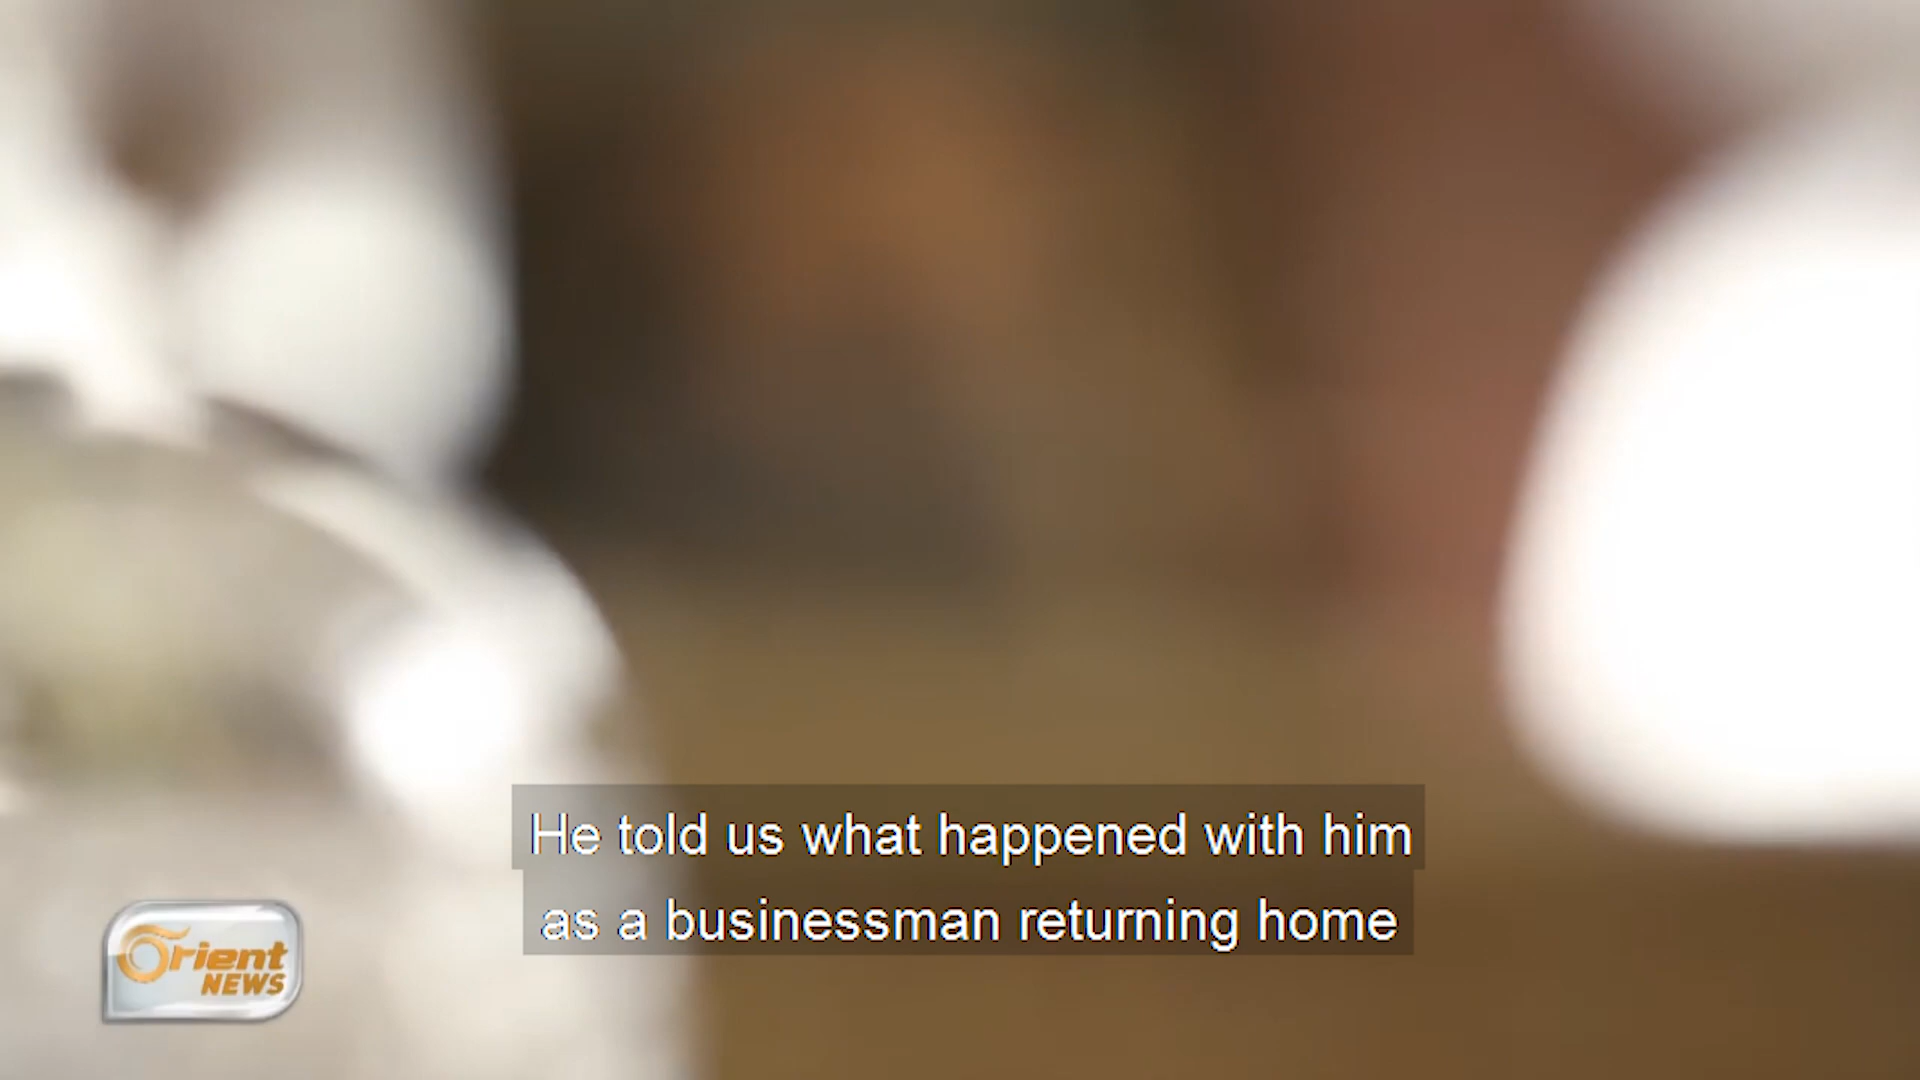 He told us what happened with him
as a businessman returning home
Orient
NEWS